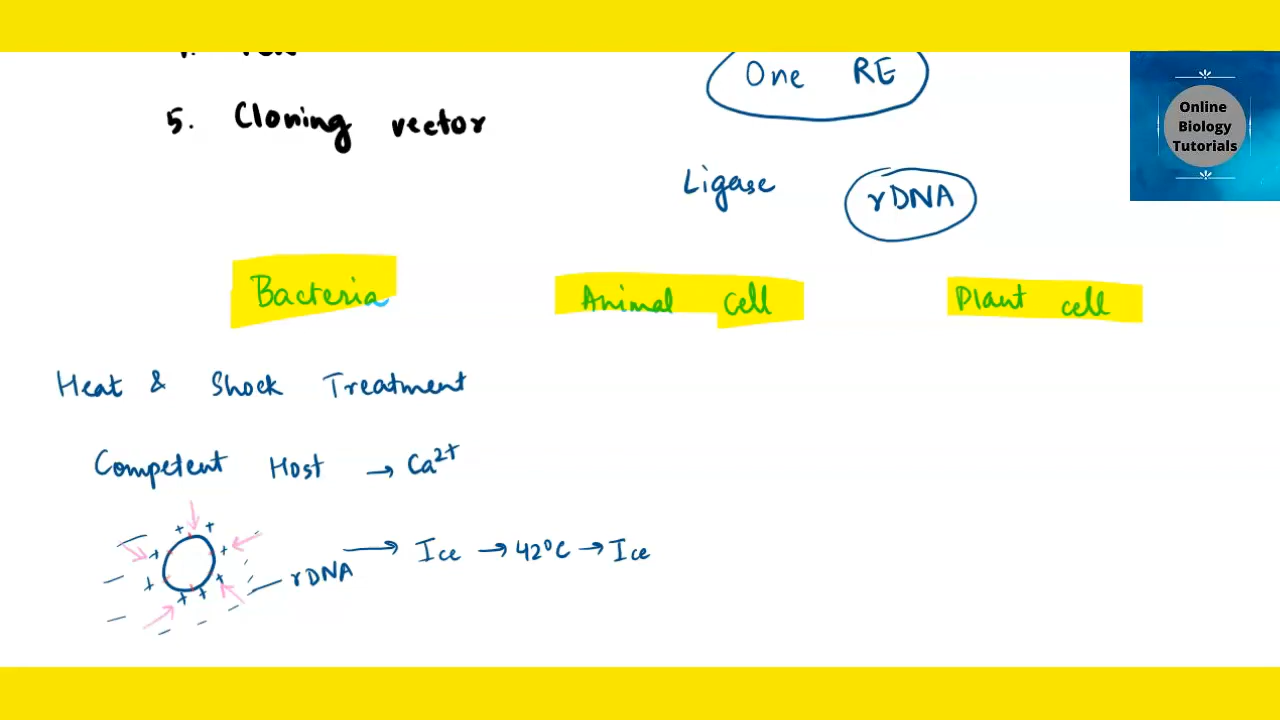 One RE
5. Cloning vector
Ligase rDNA
Online
Biology
Tutorials
Bacteria Animal cell Plant cell
Heat & Shock Treatment
Competent Host → Ca²⁺
rDNA → Ice → 42°C → Ice